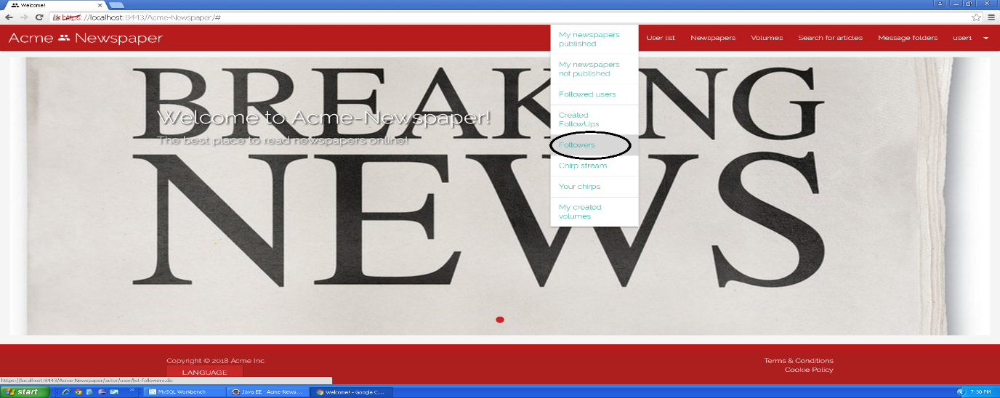 Welcome!
https://localhost:8443/Acme-Newspaper/#
Acme Newspaper
User list
Newspapers
Volumes
Search for articles
Message folders
user1
My newspapers
published
My newspapers
not published
Followed users
Created
FollowUps
Followers
Chirp stream
Your chirps
My created
volumes
BREAKING
NEWS
Welcome to Acme-Newspaper!
The best place to read newspapers online!
Copyright © 2018 Acme Inc.
LANGUAGE
Terms & Conditions
Cookie Policy
https://localhost:8443/Acme-Newspaper/actor/user/list-followers.do
start
MySQL Workbench
Java EE - Acme-News...
Welcome! - Google C...
7:30 PM